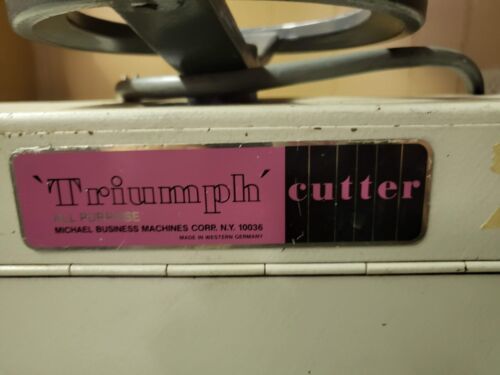 'Triumph' cutter
ALL PURPOSE
MICHAEL BUSINESS MACHINES CORP. N.Y. 10036
MADE IN WESTERN GERMANY